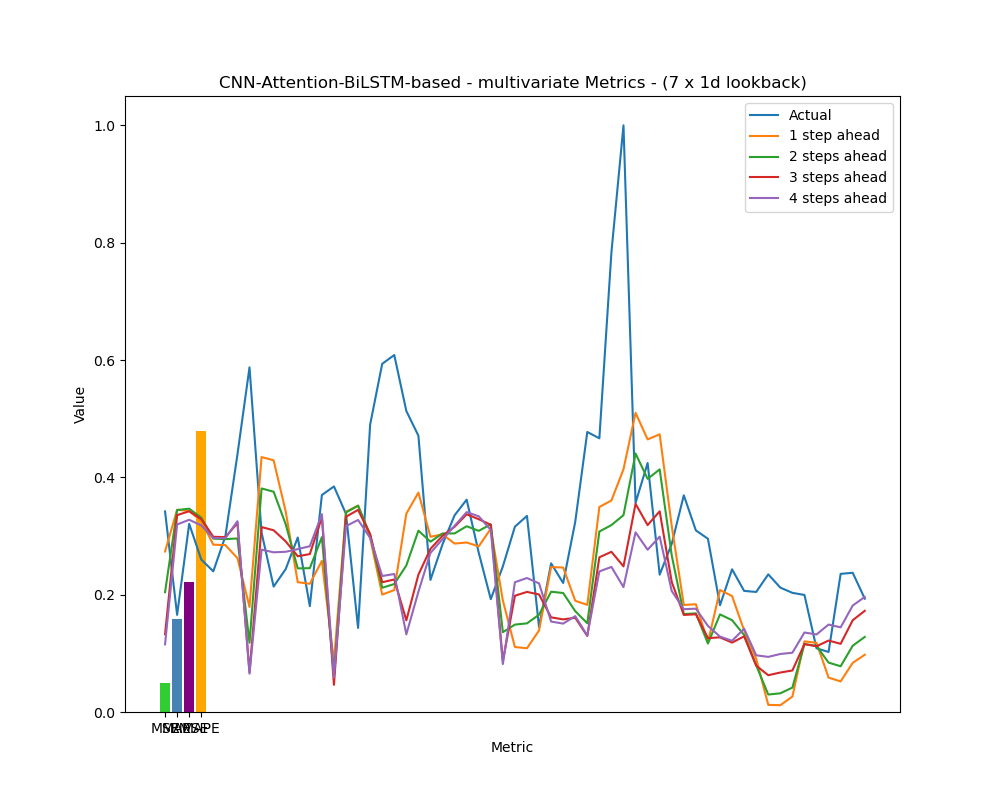 CNN-Attention-BiLSTM-based - multivariate Metrics - (7 x 1d lookback)
Actual
1 step ahead
2 steps ahead
3 steps ahead
4 steps ahead
1.0
0.8
0.6
0.4
0.2
0.0
Value
Metric